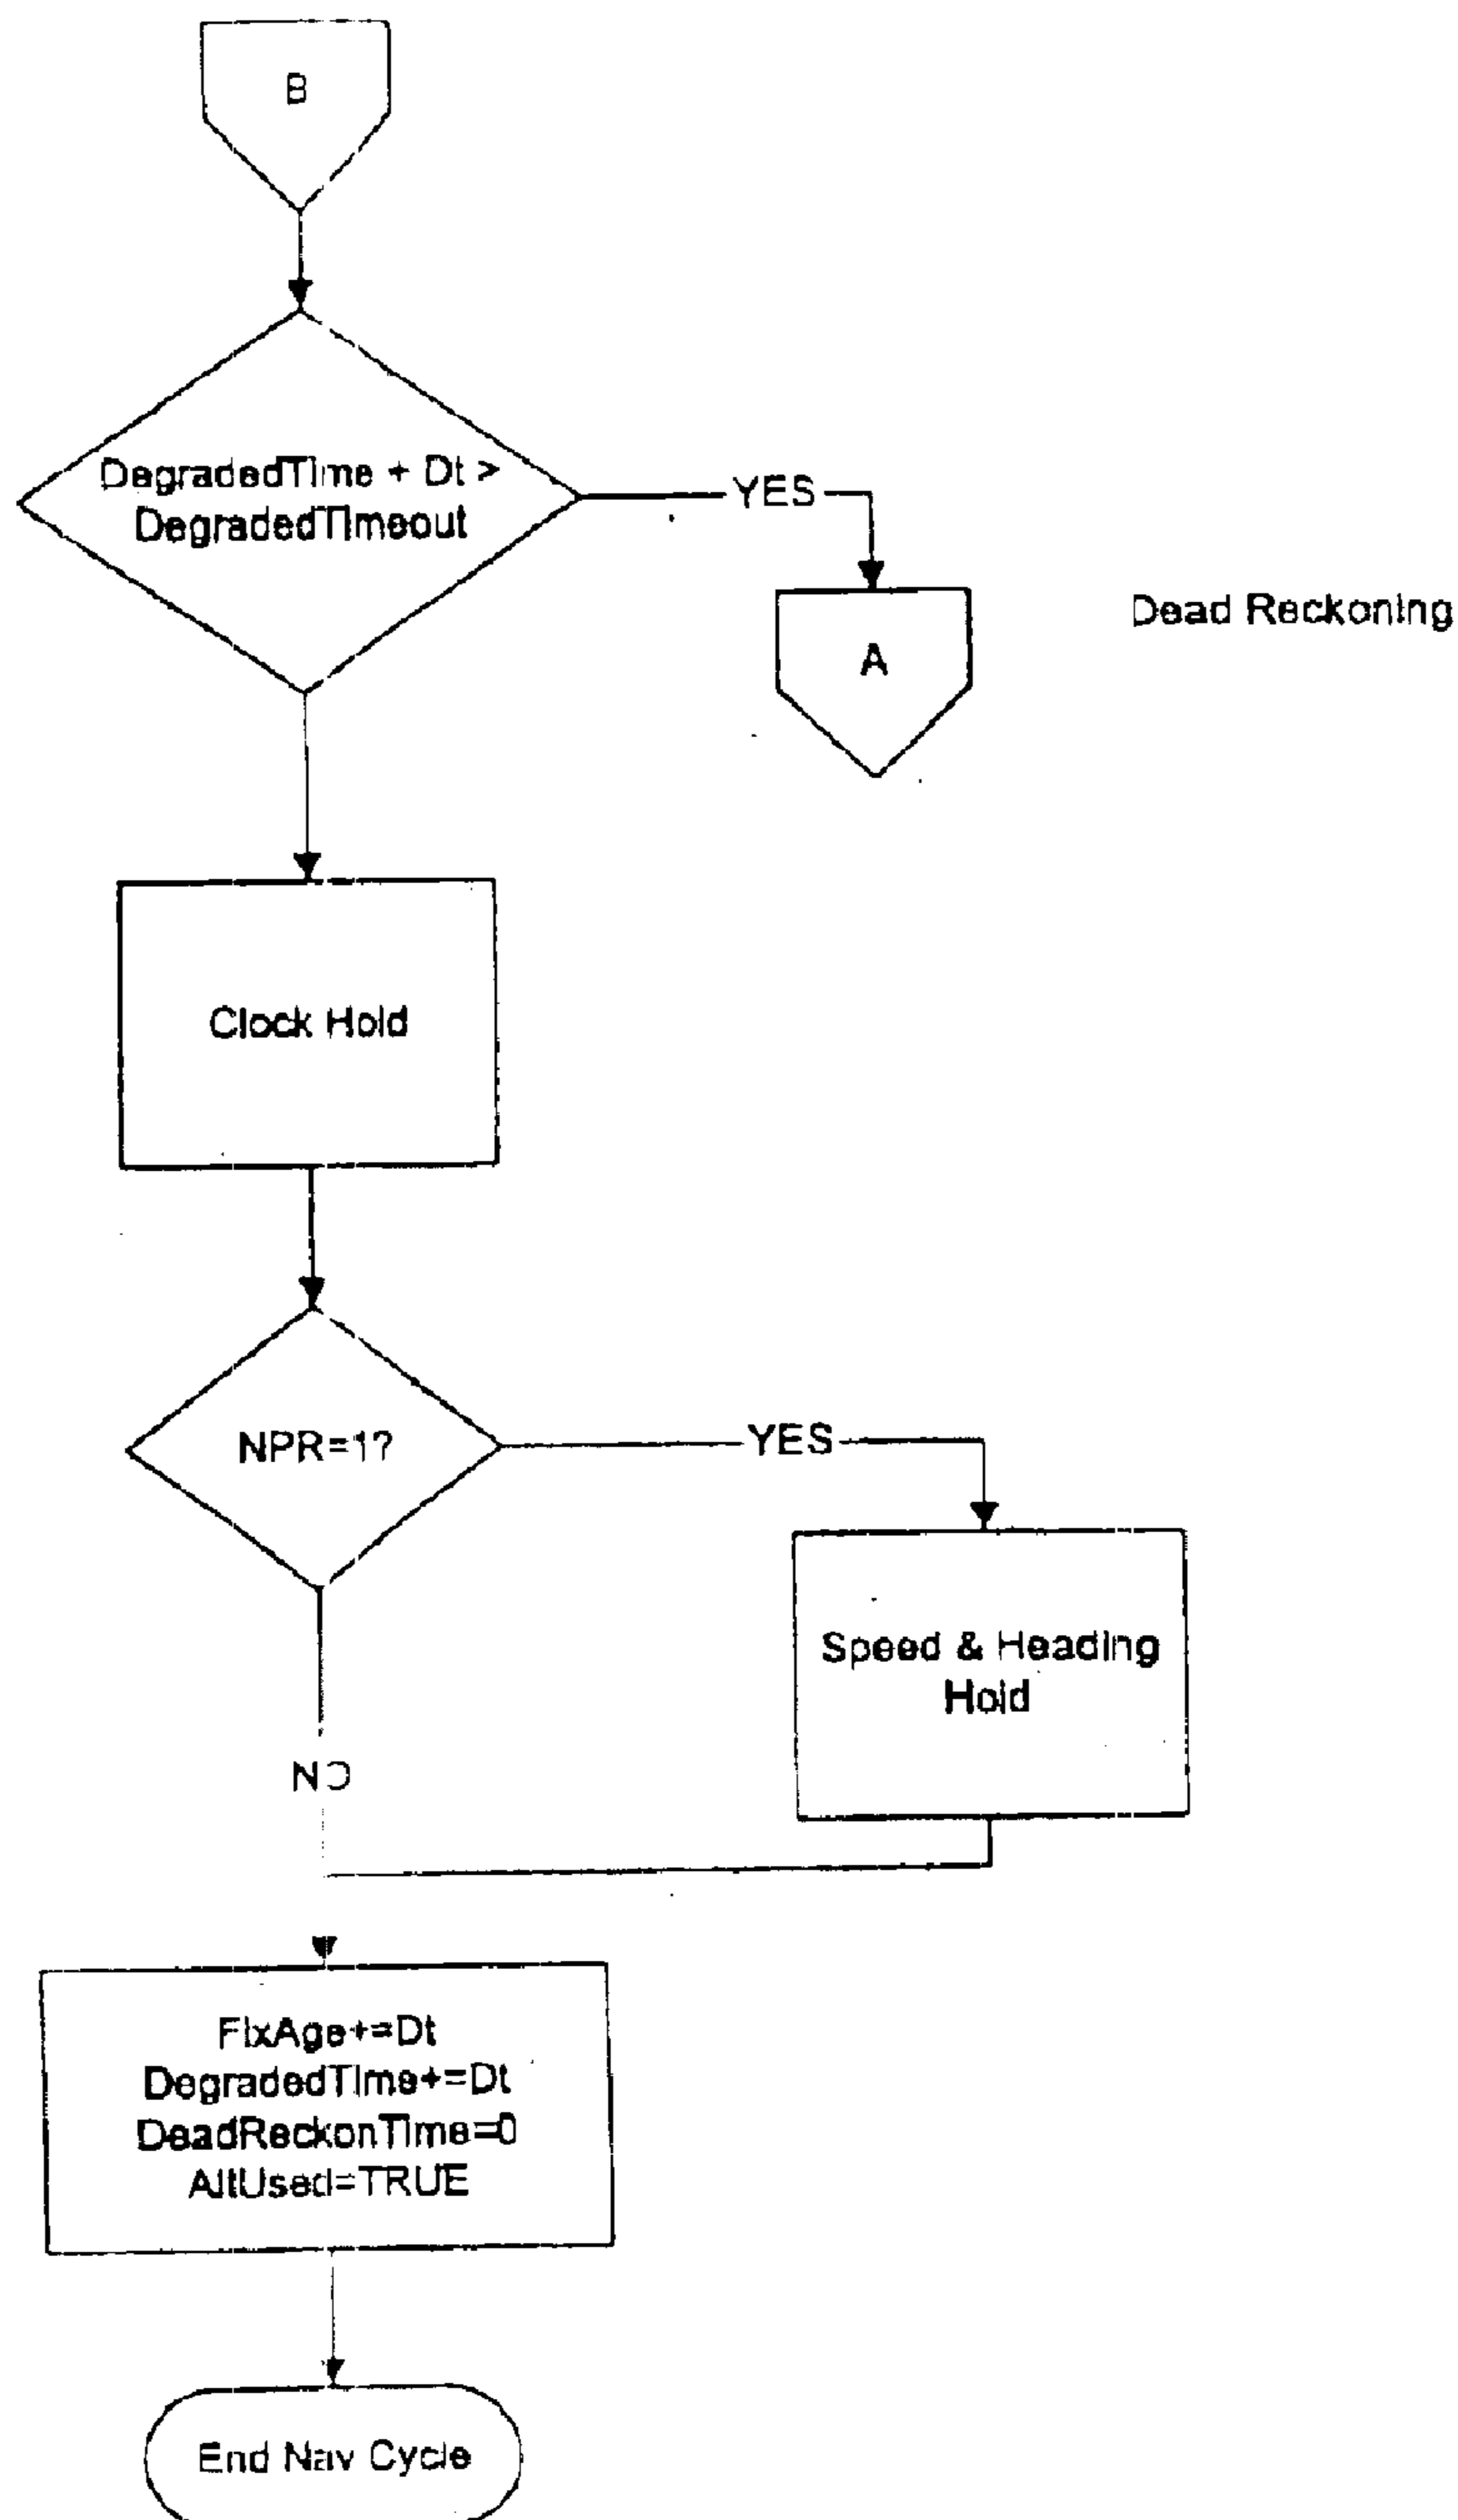 B
DegradedTime + Dt >
DegradedTimeout
YES
A
Dead Reckoning
Clock Hold
NPR=1?
YES
Speed & Heading
Hold
NO
FixAge+=Dt
DegradedTime+=Dt
DeadReckonTime=0
AltUsed=TRUE
End Nav Cycle